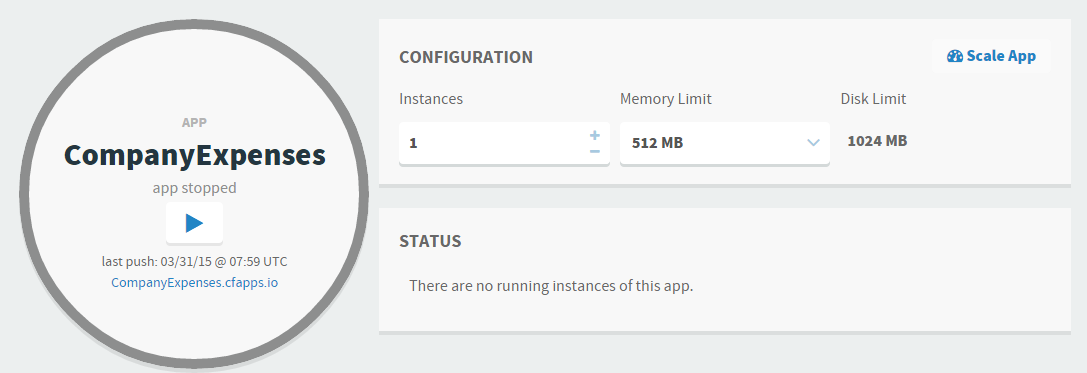 APP
CompanyExpenses
app stopped
last push: 03/31/15 @ 07:59 UTC
CompanyExpenses.cfapps.io
CONFIGURATION
Scale App
Instances
Memory Limit
Disk Limit
1
512 MB
1024 MB
STATUS
There are no running instances of this app.